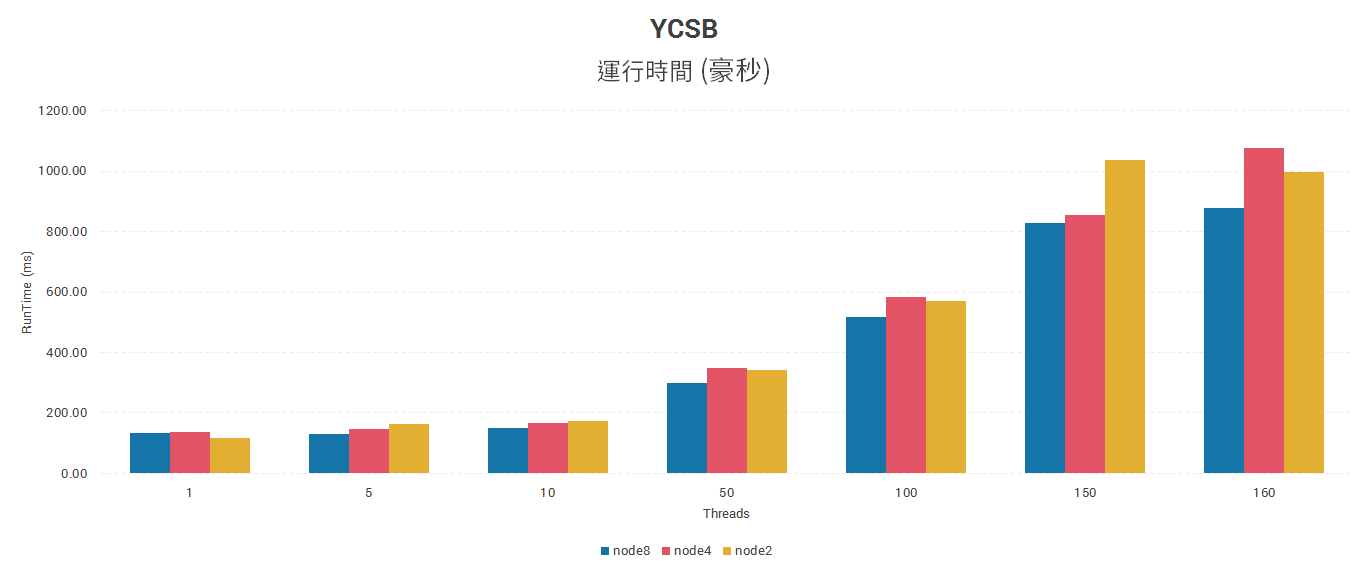 YCSB
運行時間 (豪秒)
1200.00
1000.00
800.00
600.00
400.00
200.00
0.00
RunTime (ms)
1 5 10 50 100 150 160
Threads
node8 node4 node2